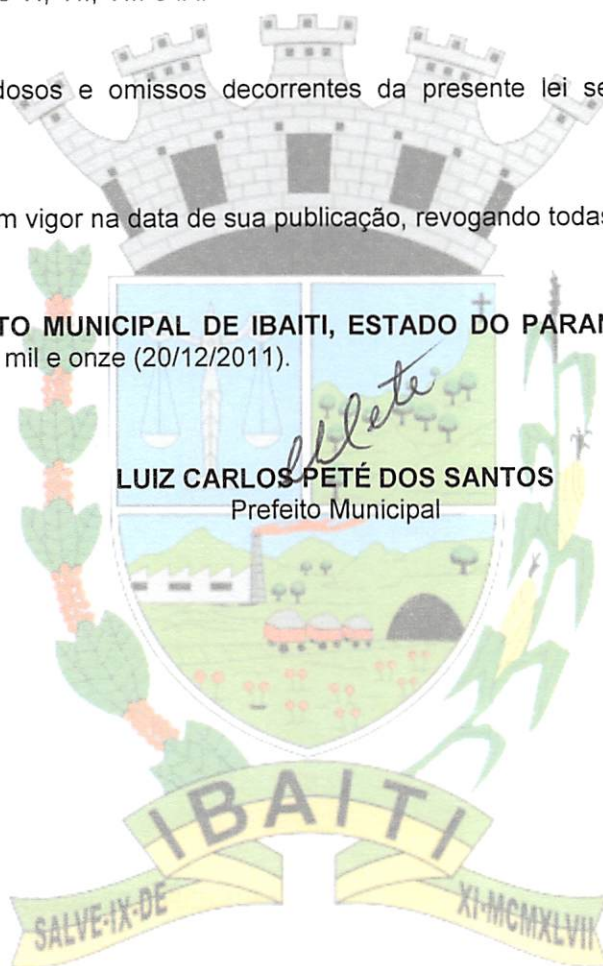 dosos e omissos decorrentes da presente lei se
m vigor na data de sua publicação, revogando todas
TO MUNICIPAL DE IBAITI, ESTADO DO PARAN
mil e onze (20/12/2011).
LUIZ CARLOS PETÉ DOS SANTOS
Prefeito Municipal
IBAITI
SALVE-IX-DE
XI-MCMXLVII